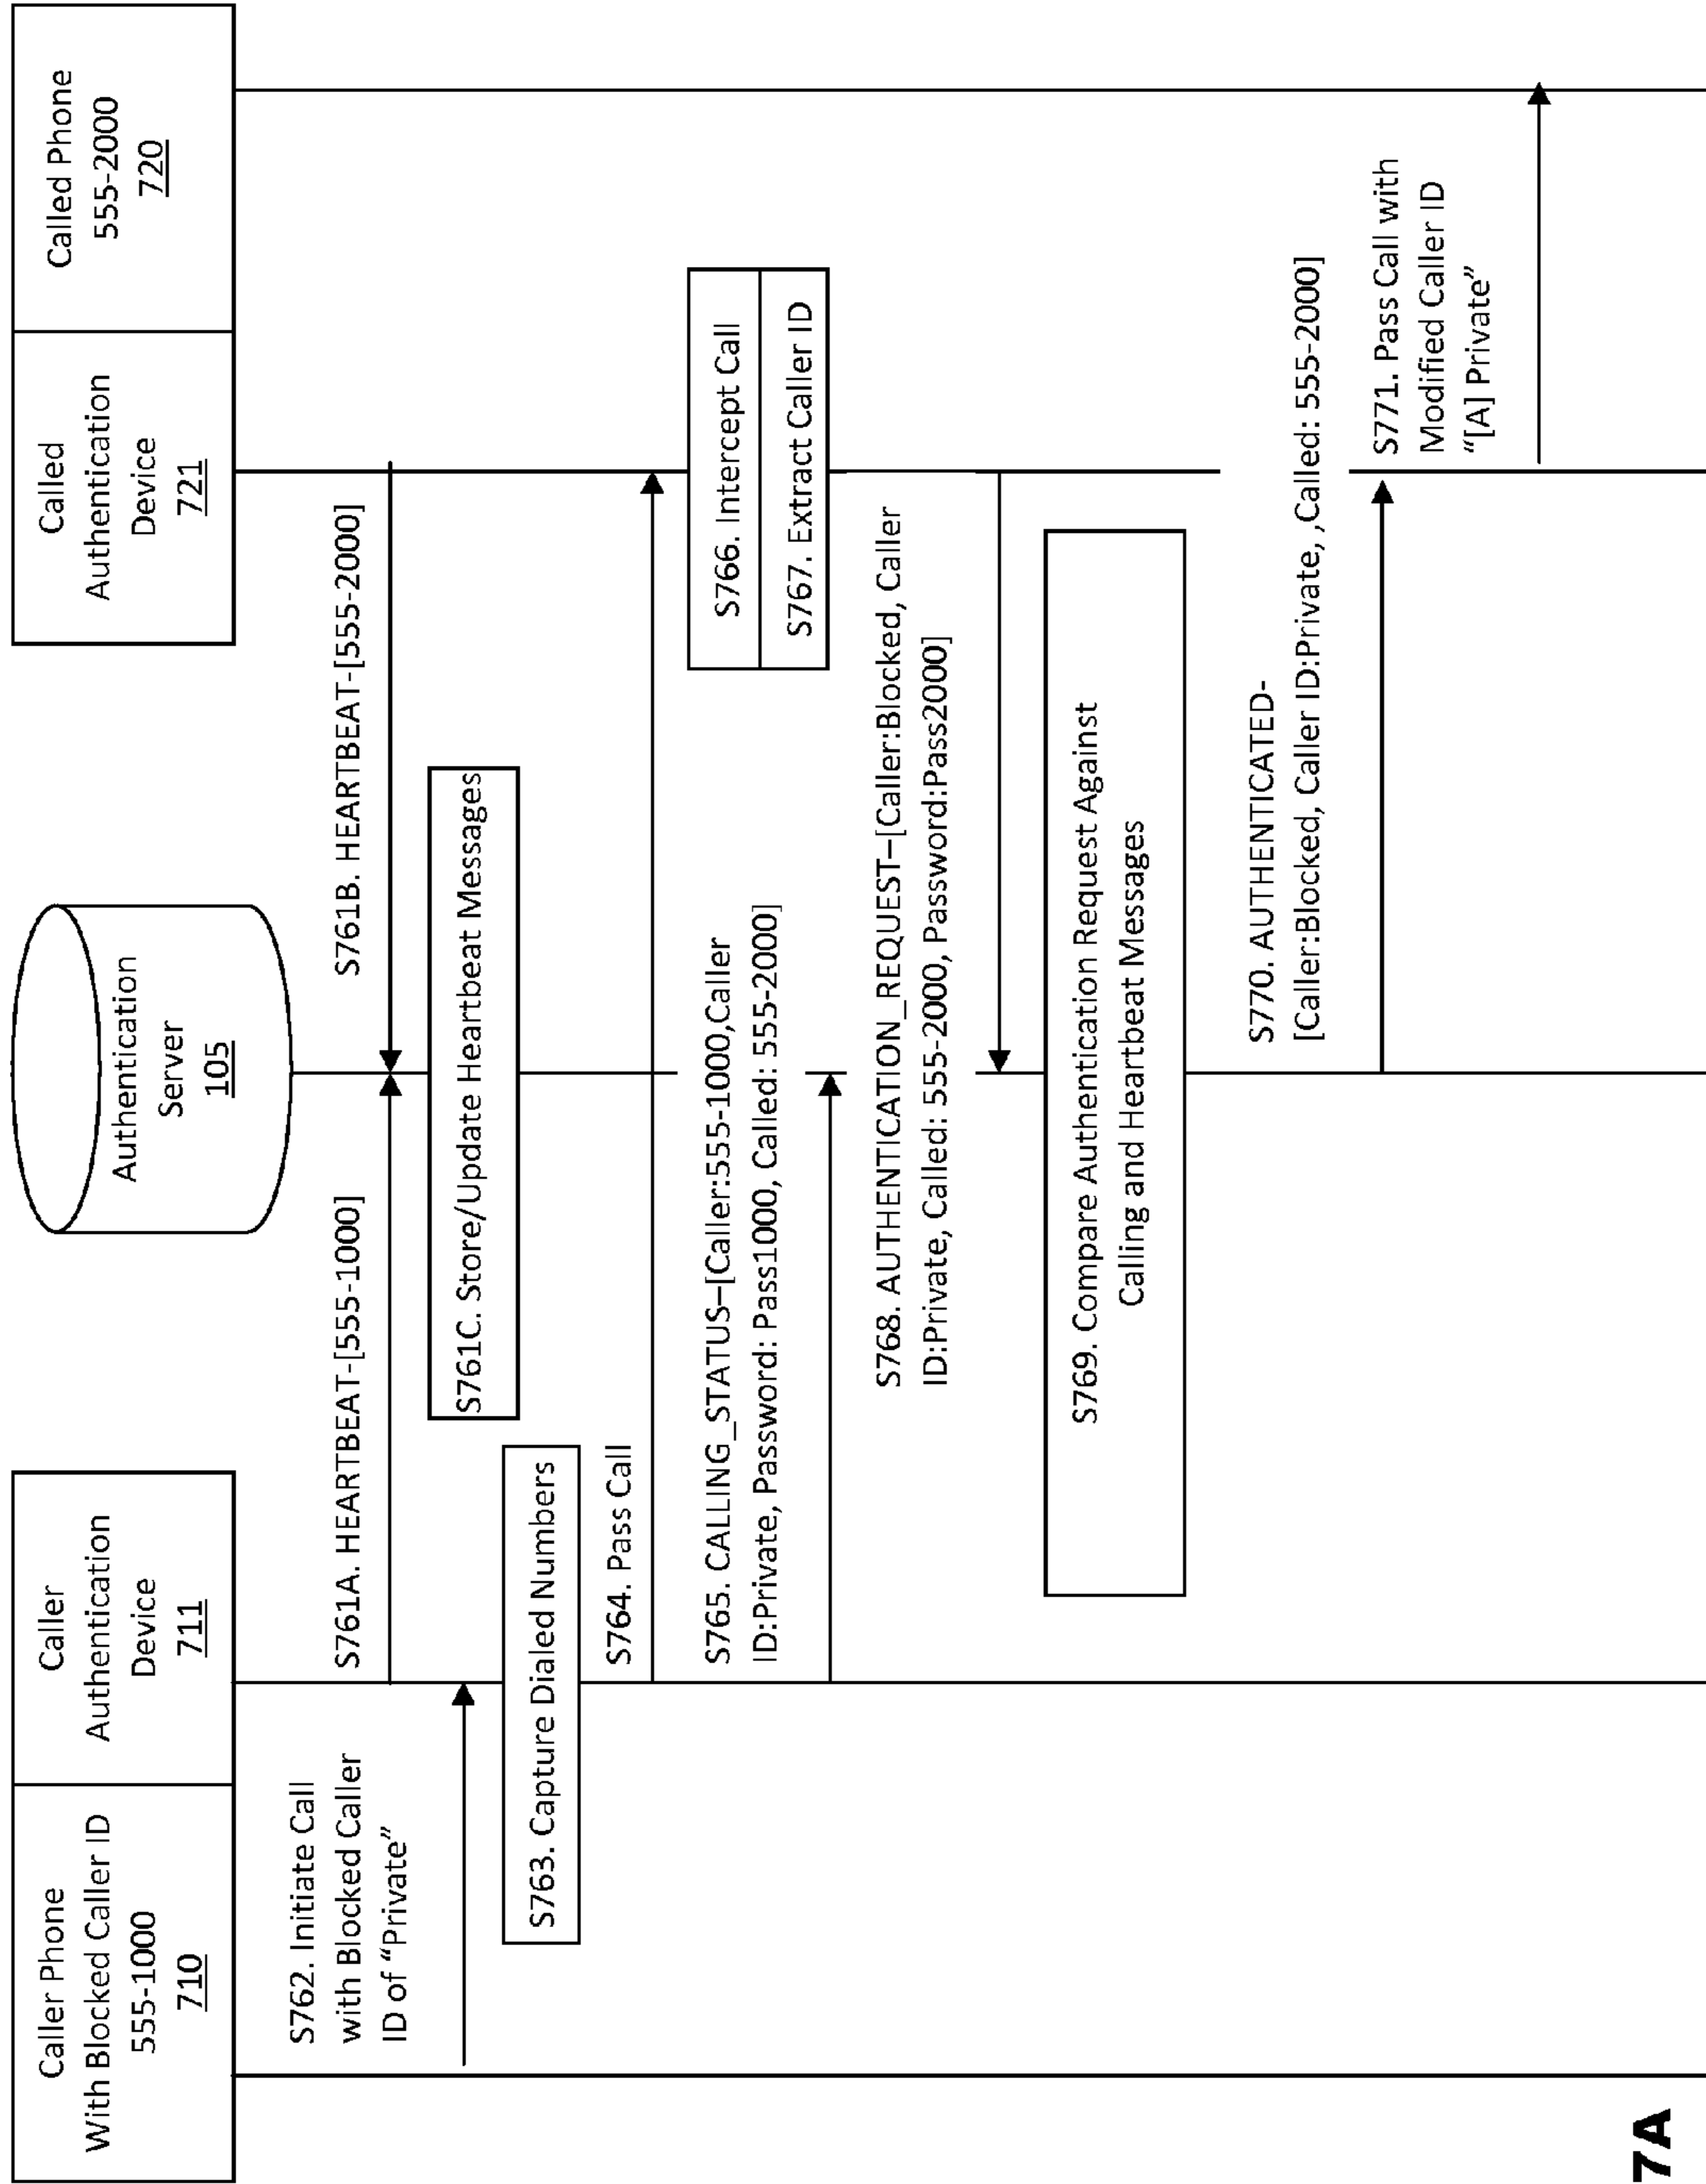 Caller Phone
With Blocked Caller ID
555-1000
710
Caller
Authentication
Device
711
Authentication
Server
105
Called
Authentication
Device
721
Called Phone
555-2000
720
S761A. HEARTBEAT-[555-1000]
S761B. HEARTBEAT-[555-2000]
S761C. Store/Update Heartbeat Messages
S762. Initiate Call
with Blocked Caller
ID of “Private”
S763. Capture Dialed Numbers
S764. Pass Call
S765. CALLING_STATUS–[Caller:555-1000,Caller
ID:Private, Password: Pass1000, Called: 555-2000]
S766. Intercept Call
S767. Extract Caller ID
S768. AUTHENTICATION_REQUEST–[Caller:Blocked, Caller
ID:Private, Called: 555-2000, Password:Pass2000]
S769. Compare Authentication Request Against
Calling and Heartbeat Messages
S770. AUTHENTICATED-
[Caller:Blocked, Caller ID:Private, ,Called: 555-2000]
S771. Pass Call with
Modified Caller ID
“[A] Private”
7A